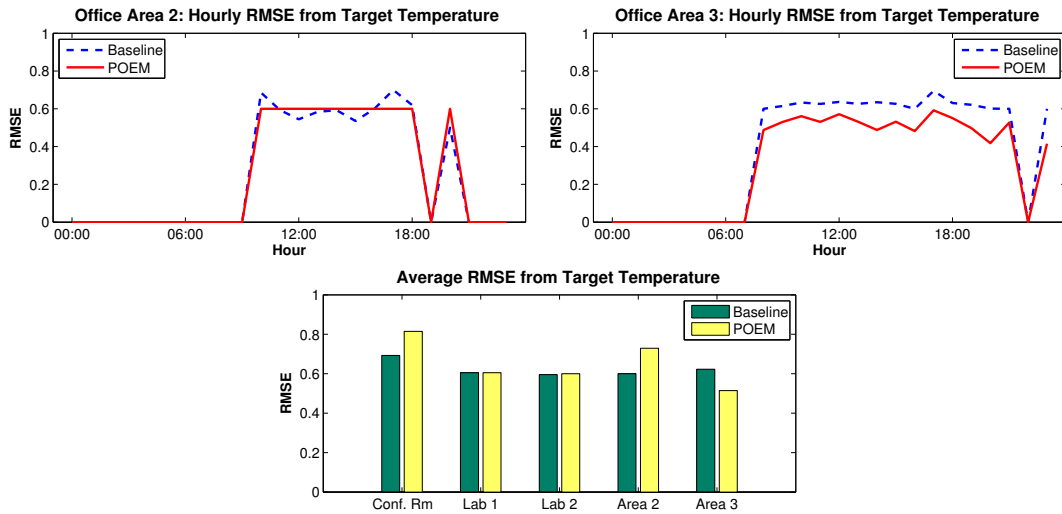 Office Area 2: Hourly RMSE from Target Temperature
1
0.8
0.6
0.4
0.2
0
RMSE
Baseline
POEM
00:00 06:00 12:00 18:00
Hour
Office Area 3: Hourly RMSE from Target Temperature
1
0.8
0.6
0.4
0.2
0
RMSE
Baseline
POEM
00:00 06:00 12:00 18:00
Hour
Average RMSE from Target Temperature
1
0.8
0.6
0.4
0.2
0
RMSE
Baseline
POEM
Conf. Rm Lab 1 Lab 2 Area 2 Area 3